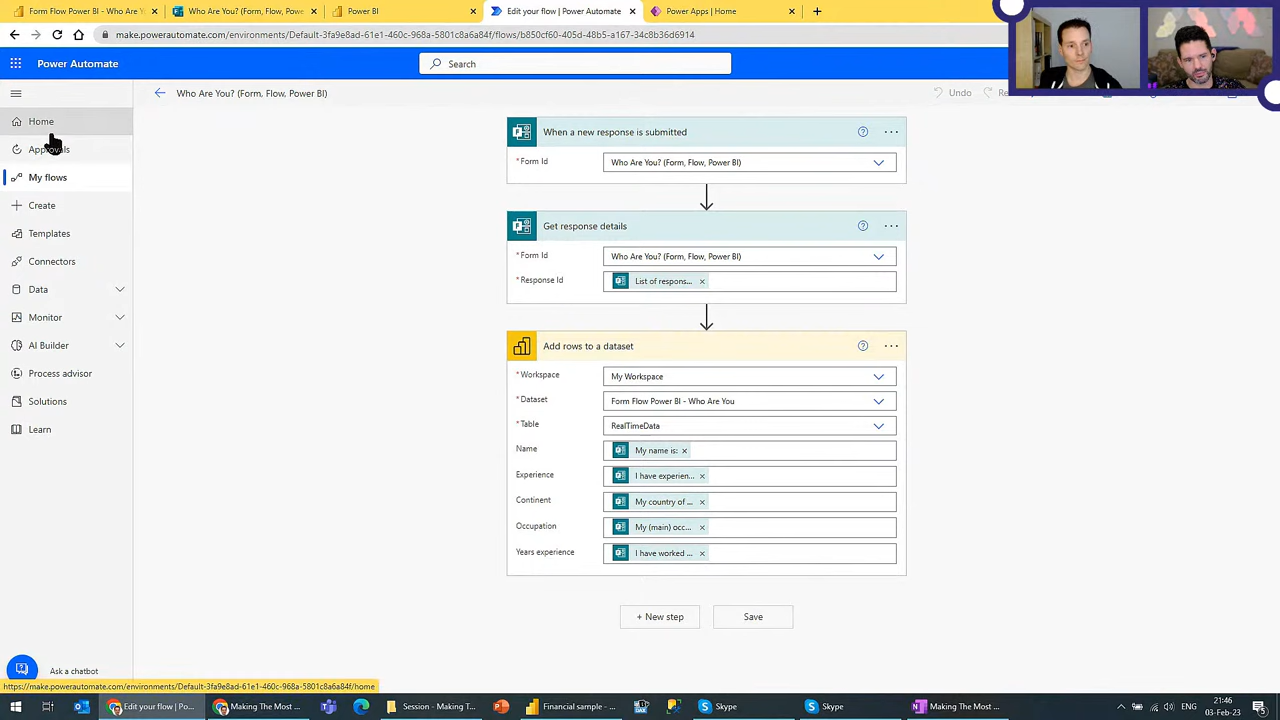 Form Flow Power BI - Who Are Yo
Who Are You? (Form, Flow, Power
Power BI
Edit your flow | Power Automate
Power Apps | Home
make.powerautomate.com/environments/Default-3fa9e8ad-61e1-460c-968a-5801c8a6a84f/flows/b850cf60-405d-48b5-a167-34c8b36d6914
Power Automate
Search
Who Are You? (Form, Flow, Power BI)
Undo
Home
Approvals
My flows
Create
Templates
Connectors
Data
Monitor
AI Builder
Process advisor
Solutions
Learn
Ask a chatbot
When a new response is submitted
* Form Id
Who Are You? (Form, Flow, Power BI)
Get response details
* Form Id
Who Are You? (Form, Flow, Power BI)
* Response Id
List of respons...
Add rows to a dataset
* Workspace
My Workspace
* Dataset
Form Flow Power BI - Who Are You
* Table
RealTimeData
Name
My name is:
Experience
I have experien...
Continent
My country of ...
Occupation
My (main) occ...
Years experience
I have worked ...
+ New step
Save
https://make.powerautomate.com/environments/Default-3fa9e8ad-61e1-460c-968a-5801c8a6a84f/home
Edit your flow | Po...
Making The Most ...
Session - Making T...
Financial sample - ...
Skype
Skype
Making The Most ...
21:46
03-Feb-23